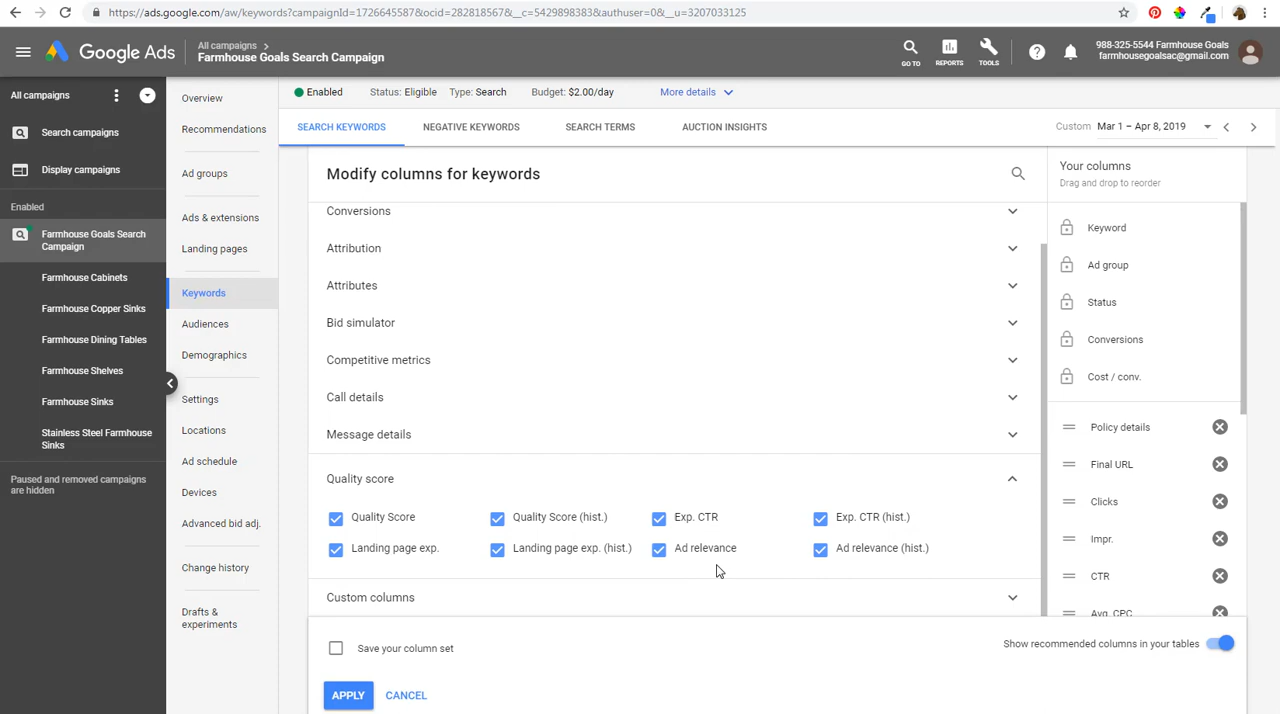 https://ads.google.com/aw/keywords?campaignId=1726645587&ocid=282818567&__c=5429898383&authuser=0&__u=3207033125
Google Ads
All campaigns
Farmhouse Goals Search Campaign
GO TO
REPORTS
TOOLS
988-325-5544 Farmhouse Goals
farmhousegoalsac@gmail.com
All campaigns
Search campaigns
Display campaigns
Enabled
Farmhouse Goals Search
Campaign
Farmhouse Cabinets
Farmhouse Copper Sinks
Farmhouse Dining Tables
Farmhouse Shelves
Farmhouse Sinks
Stainless Steel Farmhouse
Sinks
Paused and removed campaigns
are hidden
Overview
Recommendations
Ad groups
Ads & extensions
Landing pages
Keywords
Audiences
Demographics
Settings
Locations
Ad schedule
Devices
Advanced bid adj.
Change history
Drafts &
experiments
Enabled Status: Eligible Type: Search Budget: $2.00/day More details
SEARCH KEYWORDS NEGATIVE KEYWORDS SEARCH TERMS AUCTION INSIGHTS
Custom Mar 1 – Apr 8, 2019
Modify columns for keywords
Conversions
Attribution
Attributes
Bid simulator
Competitive metrics
Call details
Message details
Quality score
Quality Score Quality Score (hist.) Exp. CTR Exp. CTR (hist.)
Landing page exp. Landing page exp. (hist.) Ad relevance Ad relevance (hist.)
Custom columns
Your columns
Drag and drop to reorder
Keyword
Ad group
Status
Conversions
Cost / conv.
Policy details
Final URL
Clicks
Impr.
CTR
Avg. CPC
Save your column set
Show recommended columns in your tables
APPLY CANCEL